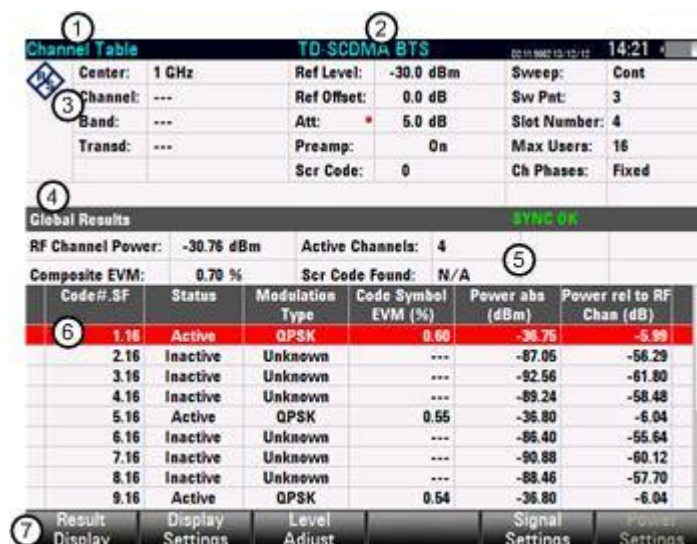 1 2
Channel Table TD-SCDMA BTS 14:21
Center: 1 GHz Ref Level: -30.0 dBm Sweep: Cont
3 Channel: --- Ref Offset: 0.0 dB Sw Pnt: 3
Band: --- Att: 5.0 dB Slot Number: 4
Transd: --- Preamp: On Max Users: 16
Scr Code: 0 Ch Phases: Fixed
4
Global Results SYNC OK
RF Channel Power: -30.76 dBm Active Channels: 4
5
Composite EVM: 0.70 % Scr Code Found: N/A
Code#.SF Status Modulation Type Code Symbol EVM (%) Power abs (dBm) Power rel to RF Chan (dB)
6 1.16 Active QPSK 0.60 -36.75 -5.99
2.16 Inactive Unknown --- -87.05 -56.29
3.16 Inactive Unknown --- -92.56 -61.80
4.16 Inactive Unknown --- -89.24 -58.48
5.16 Active QPSK 0.55 -36.80 -6.04
6.16 Inactive Unknown --- -86.40 -55.64
7.16 Inactive Unknown --- -90.88 -60.12
8.16 Inactive Unknown --- -88.46 -57.70
9.16 Active QPSK 0.54 -36.80 -6.04
7 Result Display Display Settings Level Adjust Signal Settings Power Settings